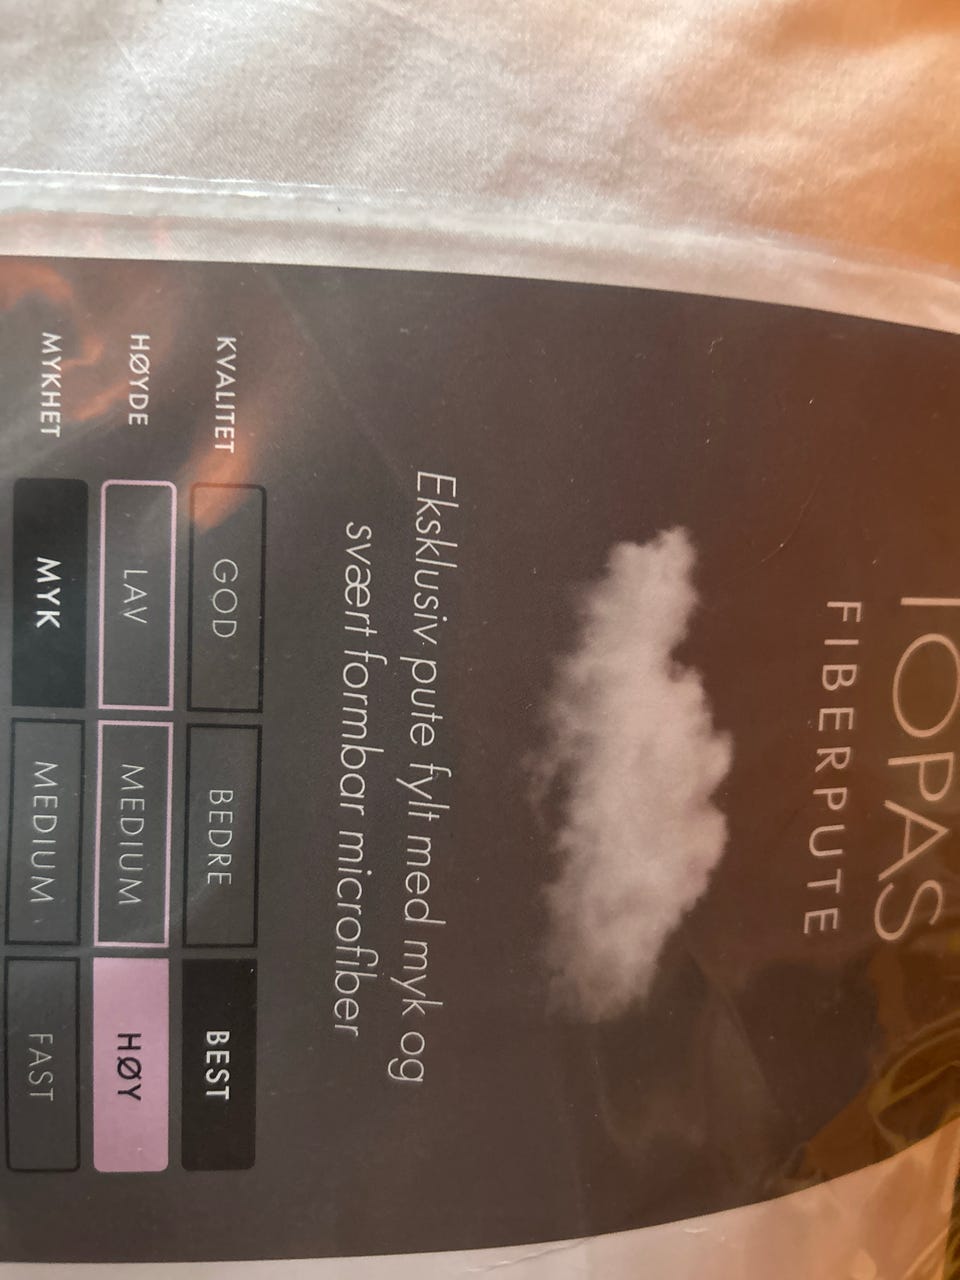 TOPAS
FIBERPUTE
Eksklusiv pute fylt med myk og
svært formbar microfiber
KVALITET GOD BEDRE BEST
HØYDE LAV MEDIUM HØY
MYKHET MYK MEDIUM FAST